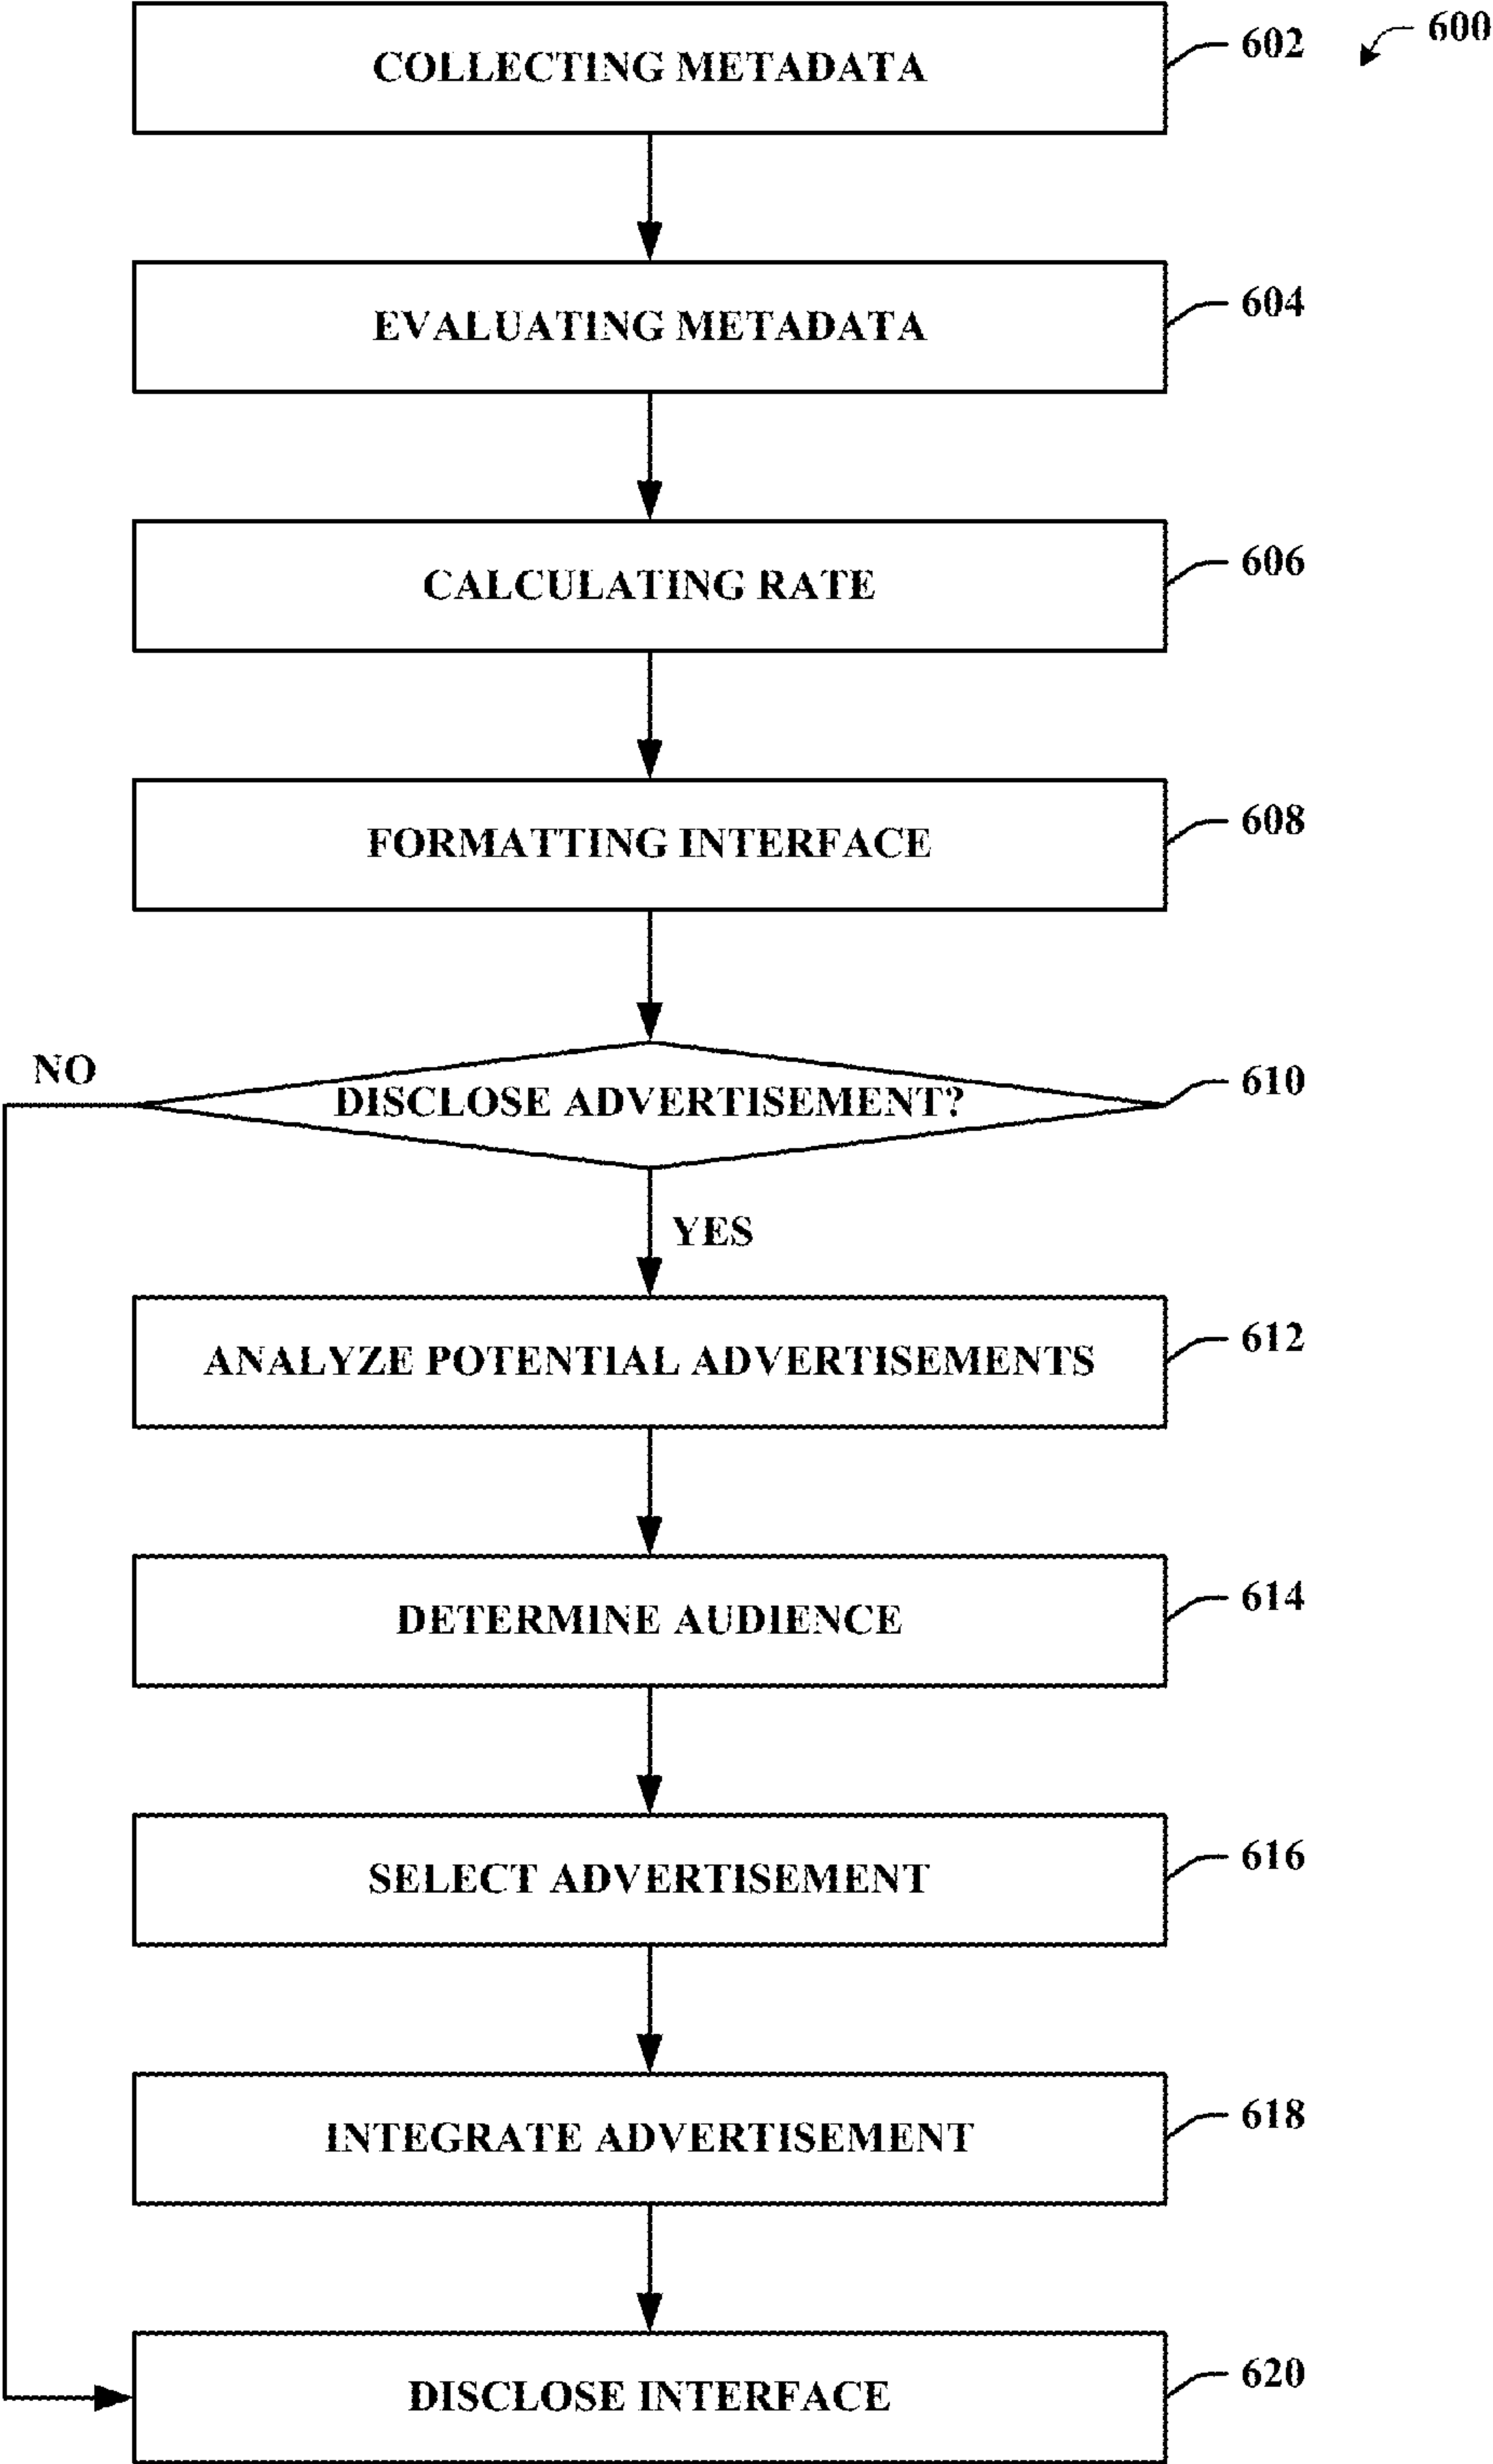 COLLECTING METADATA
602
600
EVALUATING METADATA
604
CALCULATING RATE
606
FORMATTING INTERFACE
608
NO
DISCLOSE ADVERTISEMENT?
610
YES
ANALYZE POTENTIAL ADVERTISEMENTS
612
DETERMINE AUDIENCE
614
SELECT ADVERTISEMENT
616
INTEGRATE ADVERTISEMENT
618
DISCLOSE INTERFACE
620